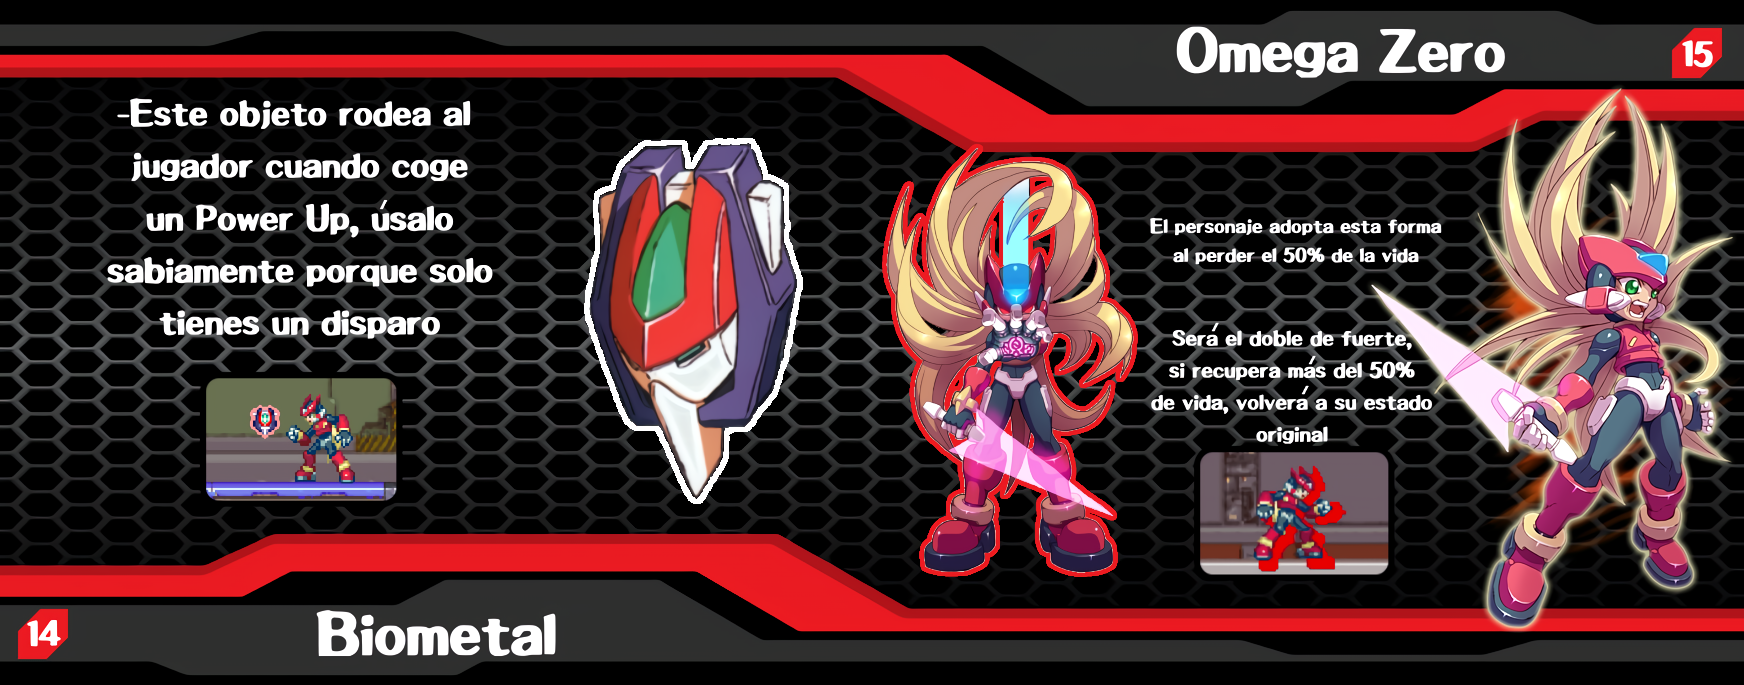 -Este objeto rodea al
jugador cuando coge
un Power Up, úsalo
sabiamente porque solo
tienes un disparo
14
Biometal
Omega Zero
15
El personaje adopta esta forma
al perder el 50% de la vida
Será el doble de fuerte,
si recupera más del 50%
de vida, volverá a su estado
original